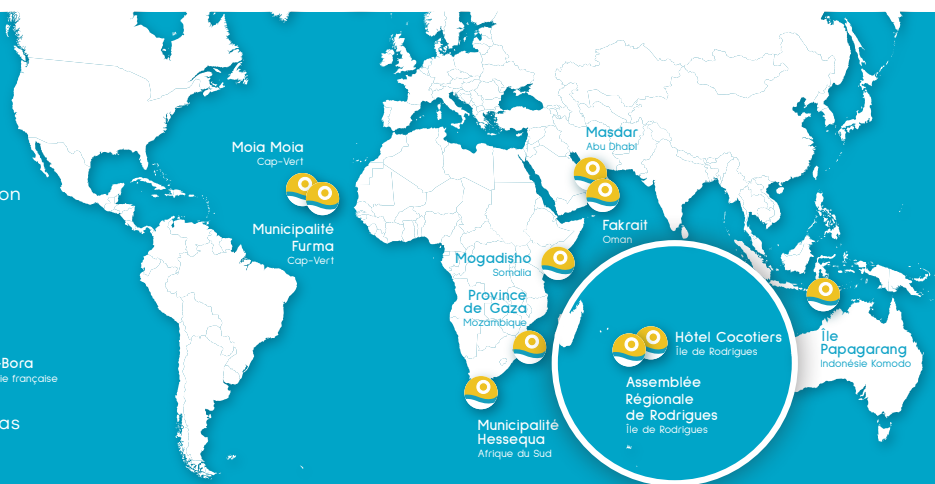 on
Moia Moia
Cap-Vert
Municipalité
Furma
Cap-Vert
Masdar
Abu Dhabi
Fakrait
Oman
Mogadisho
Somalia
Province
de Gaza
Mozambique
Municipalité
Hessequa
Afrique du Sud
Hôtel Cocotiers
Île de Rodrigues
Assemblée
Régionale
de Rodrigues
Île de Rodrigues
Île
Papagarang
Indonésie Komodo
-Bora
ie française
as